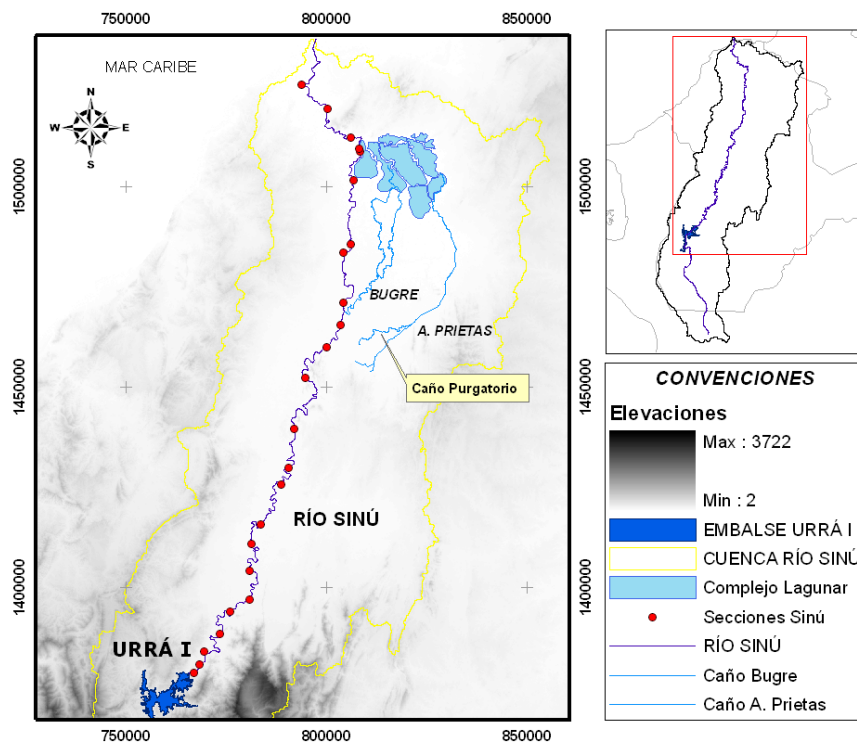 750000 800000 850000
MAR CARIBE
N
W E
S
1500000
1500000
BUGRE
A. PRIETAS
Caño Purgatorio
1450000
1450000
RÍO SINÚ
1400000
1400000
URRÁ I
750000 800000 850000
CONVENCIONES
Elevaciones
Max : 3722
Min : 2
EMBALSE URRÁ I
CUENCA RÍO SINÚ
Complejo Lagunar
Secciones Sinú
RÍO SINÚ
Caño Bugre
Caño A. Prietas